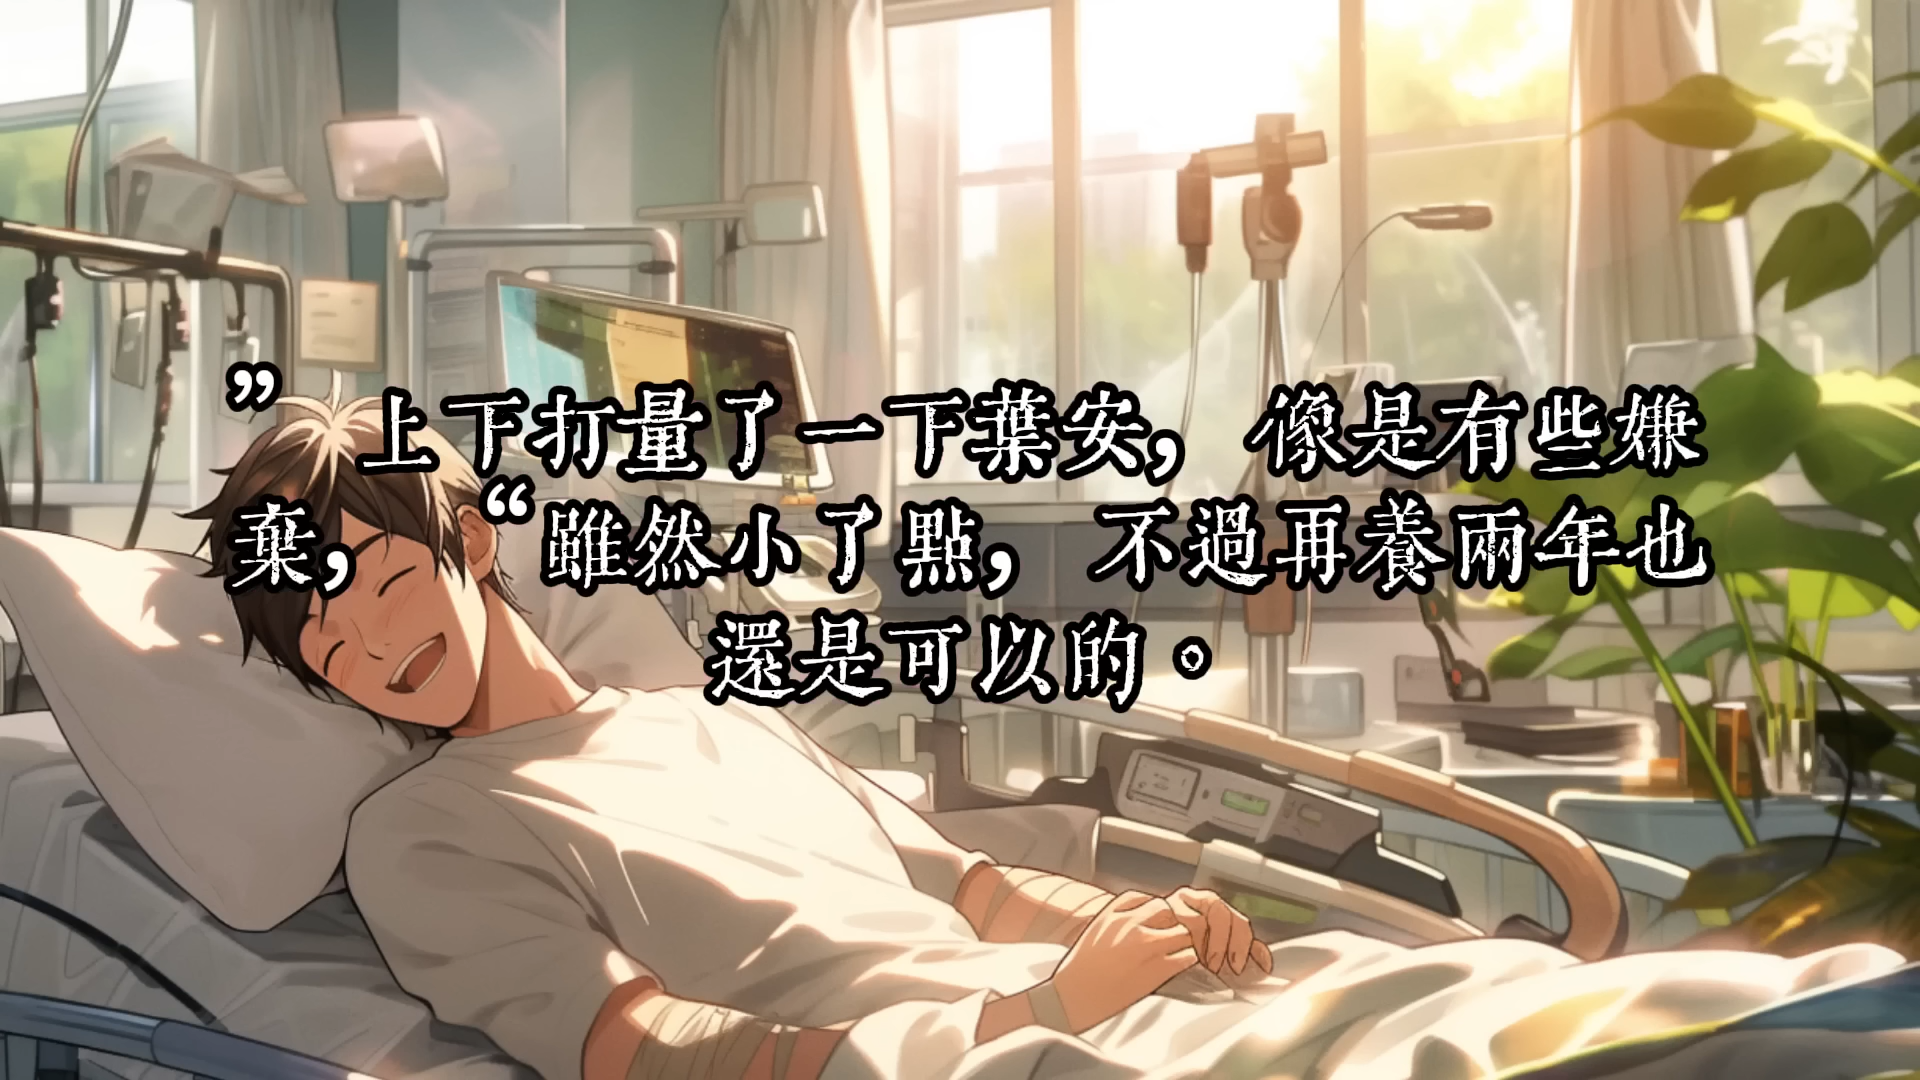 ” 上下打量了一下葉安, 像是有些嫌
棄, “雖然小了點, 不過再養兩年也
還是可以的。